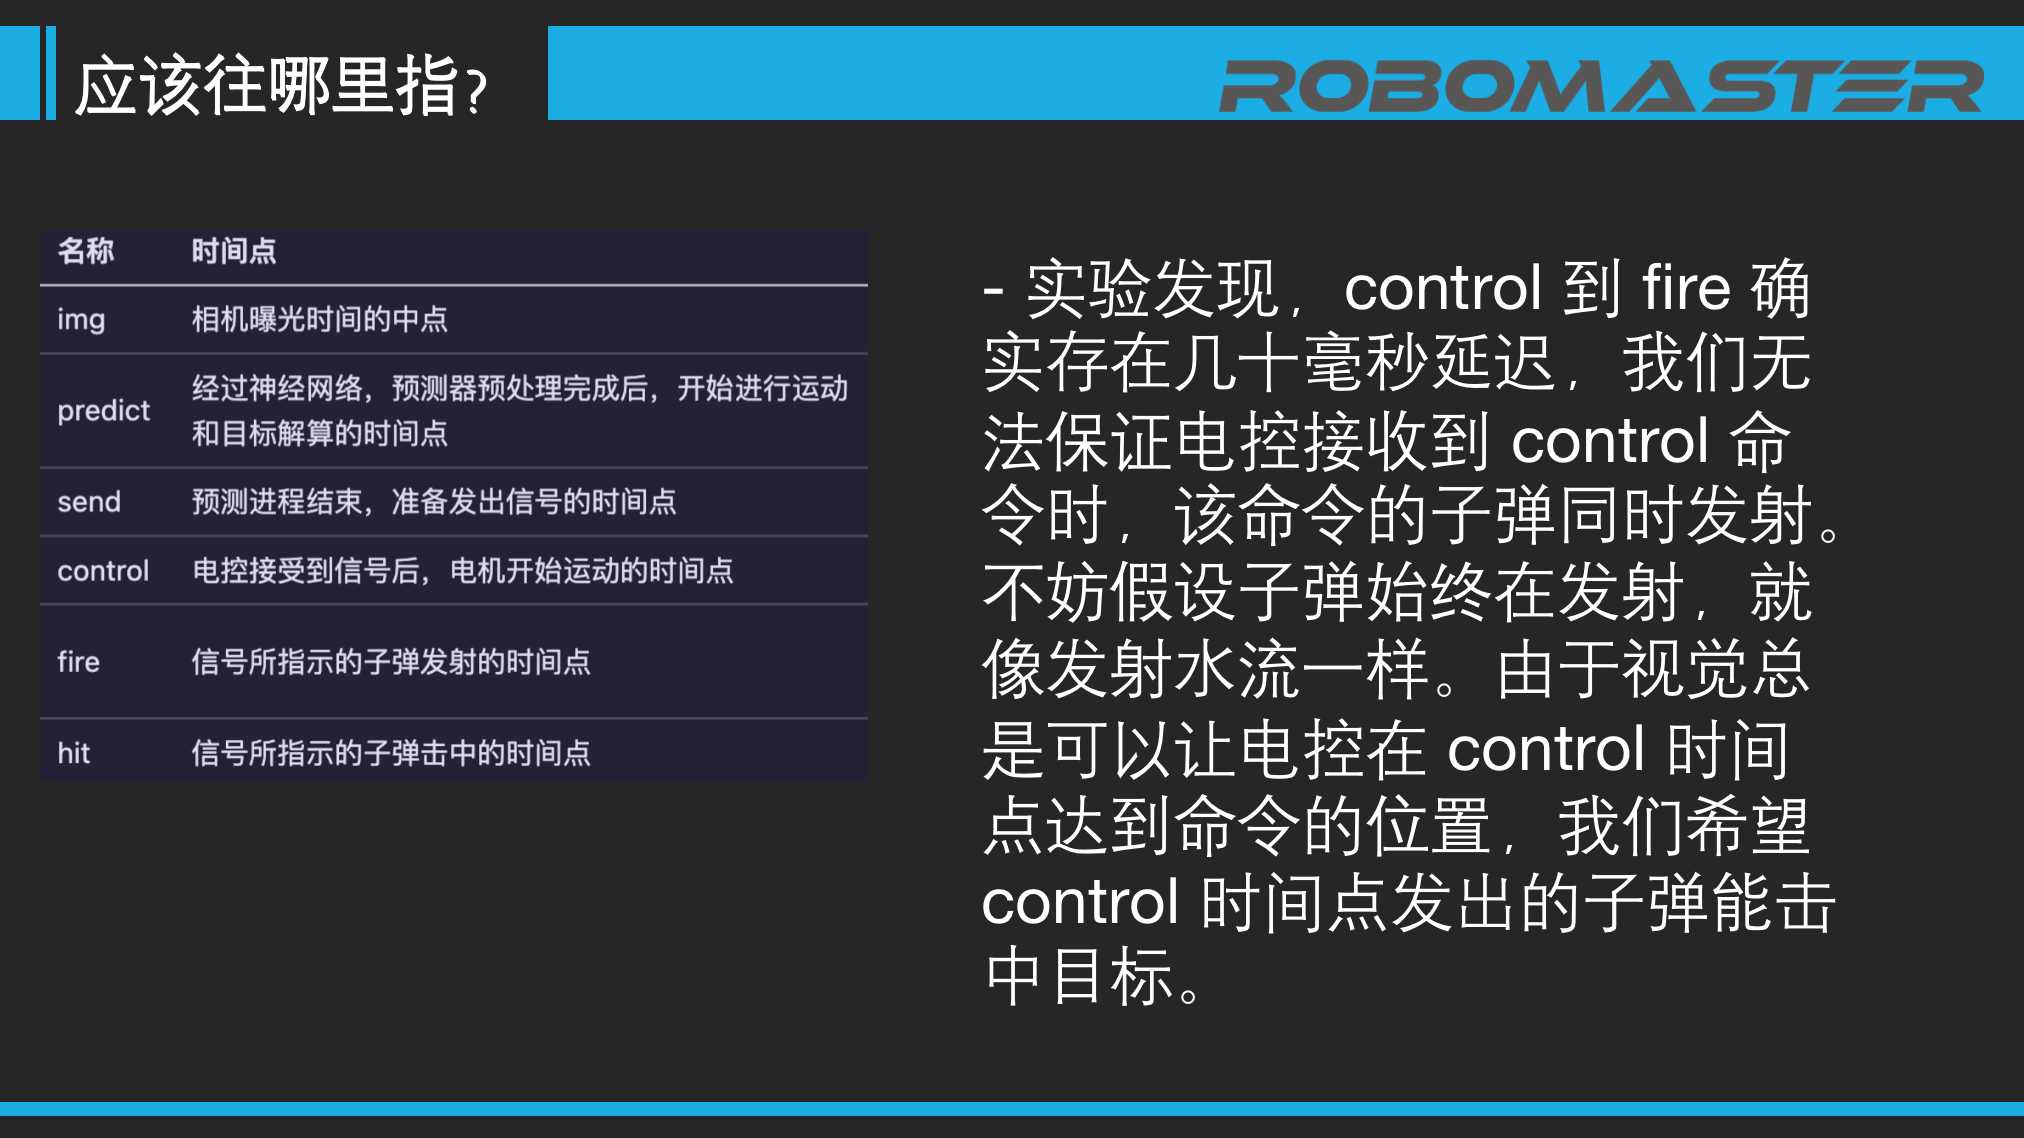 应该往哪里指?
ROBOMASTER
名称 时间点
img 相机曝光时间的中点
predict 经过神经网络，预测器预处理完成后，开始进行运动
和目标解算的时间点
send 预测进程结束，准备发出信号的时间点
control 电控接受到信号后，电机开始运动的时间点
fire 信号所指示的子弹发射的时间点
hit 信号所指示的子弹击中的时间点
- 实验发现，control 到 fire 确
实存在几十毫秒延迟，我们无
法保证电控接收到 control 命
令时，该命令的子弹同时发射。
不妨假设子弹始终在发射，就
像发射水流一样。由于视觉总
是可以让电控在 control 时间
点达到命令的位置，我们希望
control 时间点发出的子弹能击
中目标。